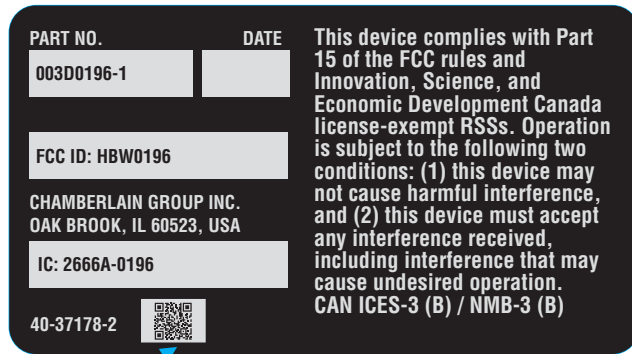 PART NO. DATE
003D0196-1
FCC ID: HBW0196
CHAMBERLAIN GROUP INC.
OAK BROOK, IL 60523, USA
IC: 2666A-0196
40-37178-2
This device complies with Part
15 of the FCC rules and
Innovation, Science, and
Economic Development Canada
license-exempt RSSs. Operation
is subject to the following two
conditions: (1) this device may
not cause harmful interference,
and (2) this device must accept
any interference received,
including interference that may
cause undesired operation.
CAN ICES-3 (B) / NMB-3 (B)